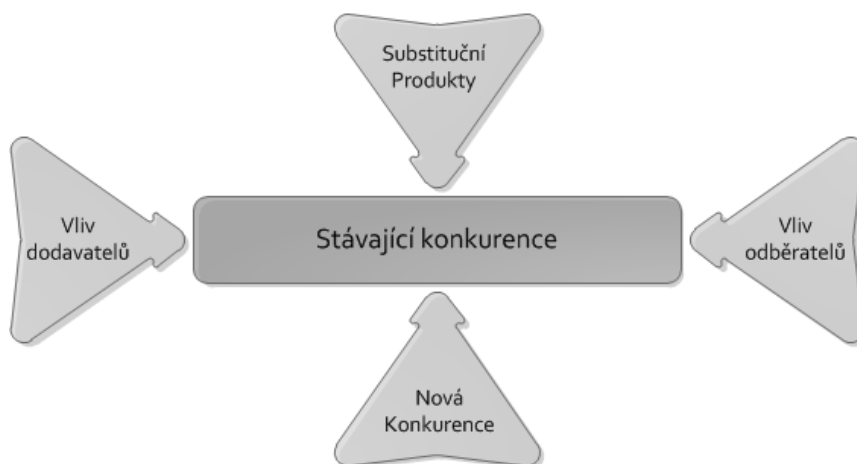 Substituční
Produkty
Vliv
dodavatelů
Stávající konkurence
Vliv
odběratelů
Nová
Konkurence